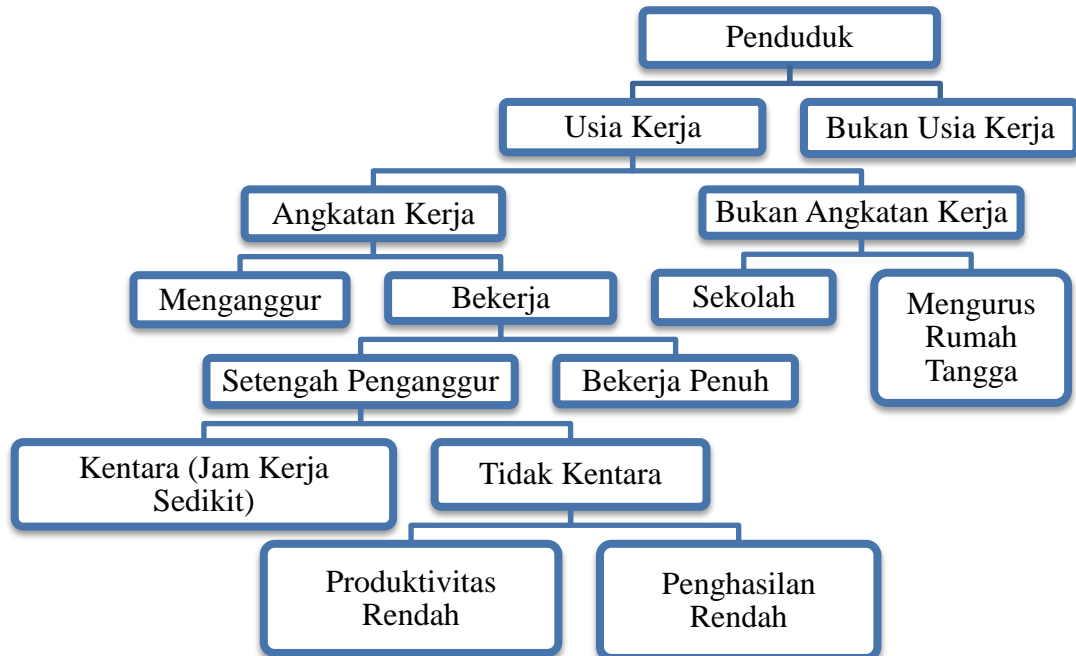 Penduduk
Usia Kerja
Bukan Usia Kerja
Angkatan Kerja
Bukan Angkatan Kerja
Menganggur
Bekerja
Sekolah
Mengurus
Rumah
Tangga
Setengah Penganggur
Bekerja Penuh
Kentara (Jam Kerja
Sedikit)
Tidak Kentara
Produktivitas
Rendah
Penghasilan
Rendah